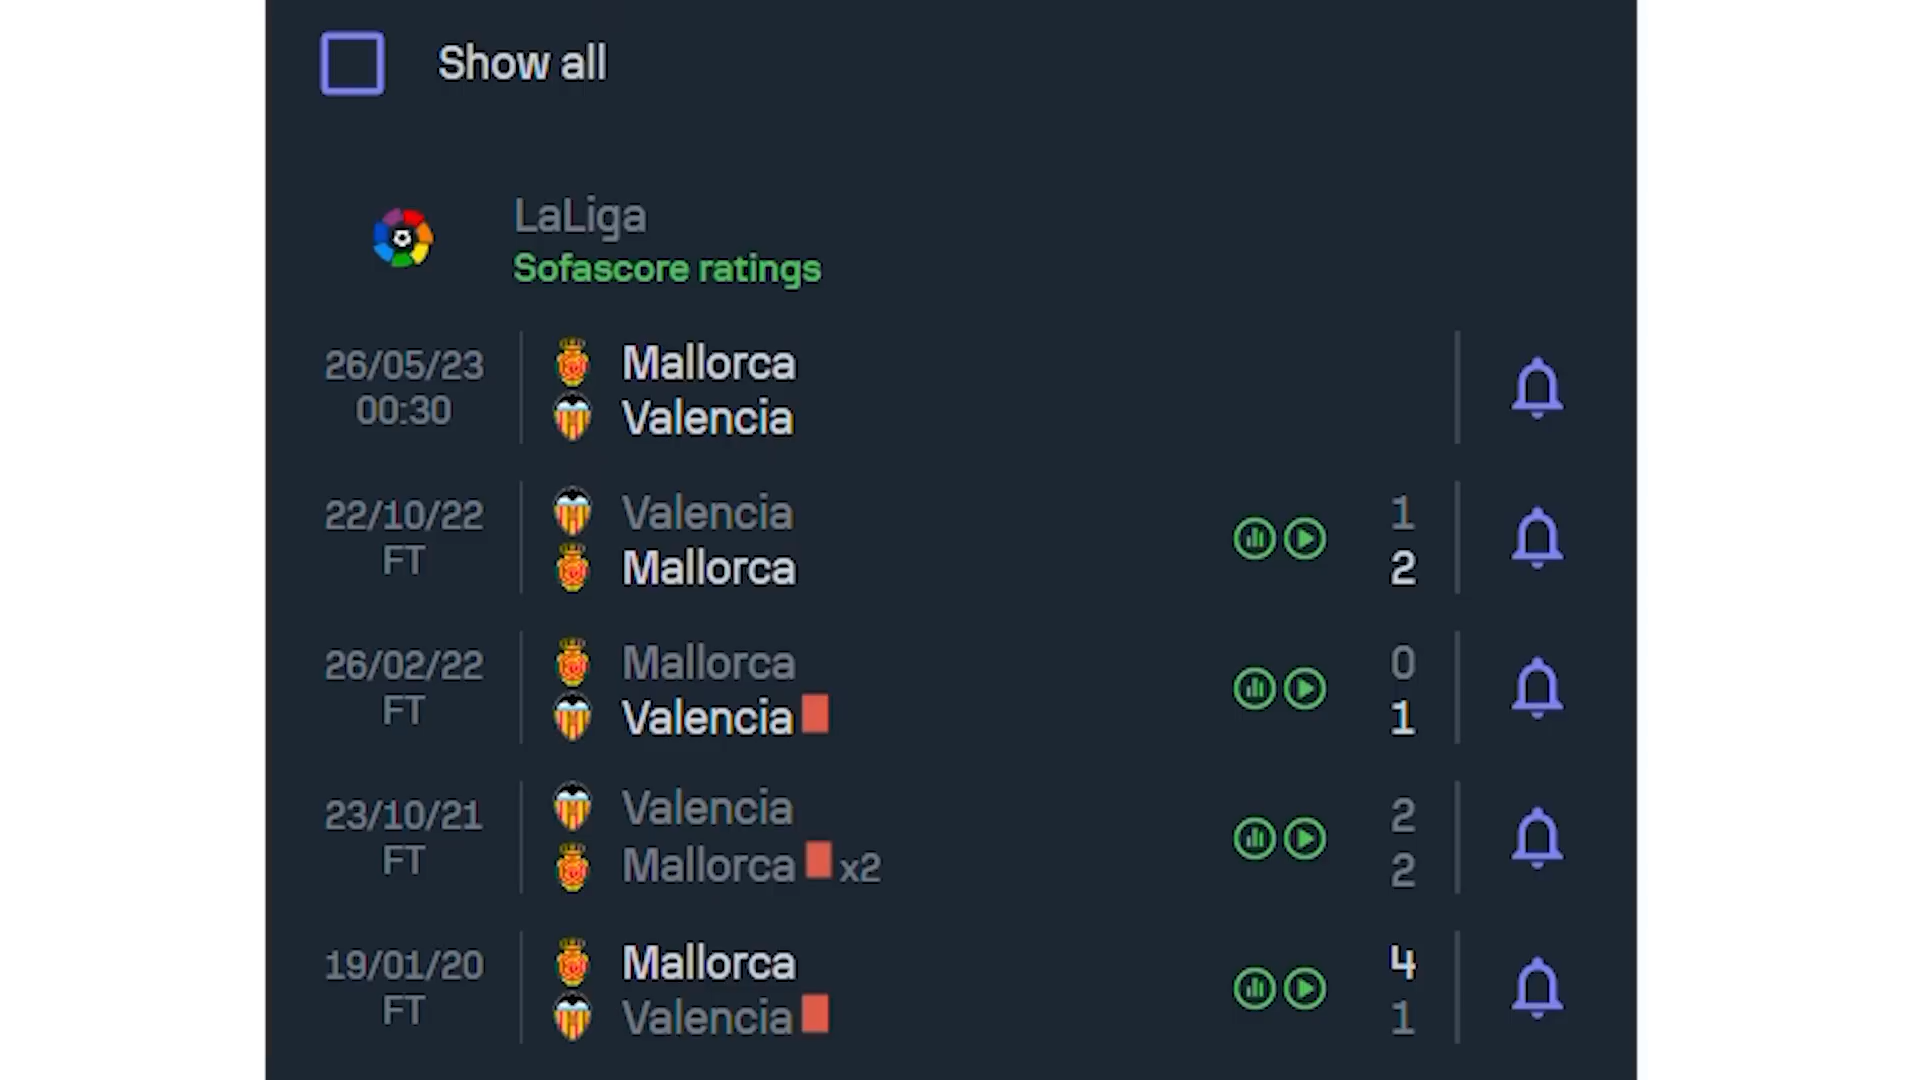 Show all
LaLiga
Sofascore ratings
26/05/23
00:30
Mallorca
Valencia
22/10/22
FT
Valencia 1
Mallorca 2
26/02/22
FT
Mallorca 0
Valencia 1
23/10/21
FT
Valencia 2
Mallorca x2 2
19/01/20
FT
Mallorca 4
Valencia 1